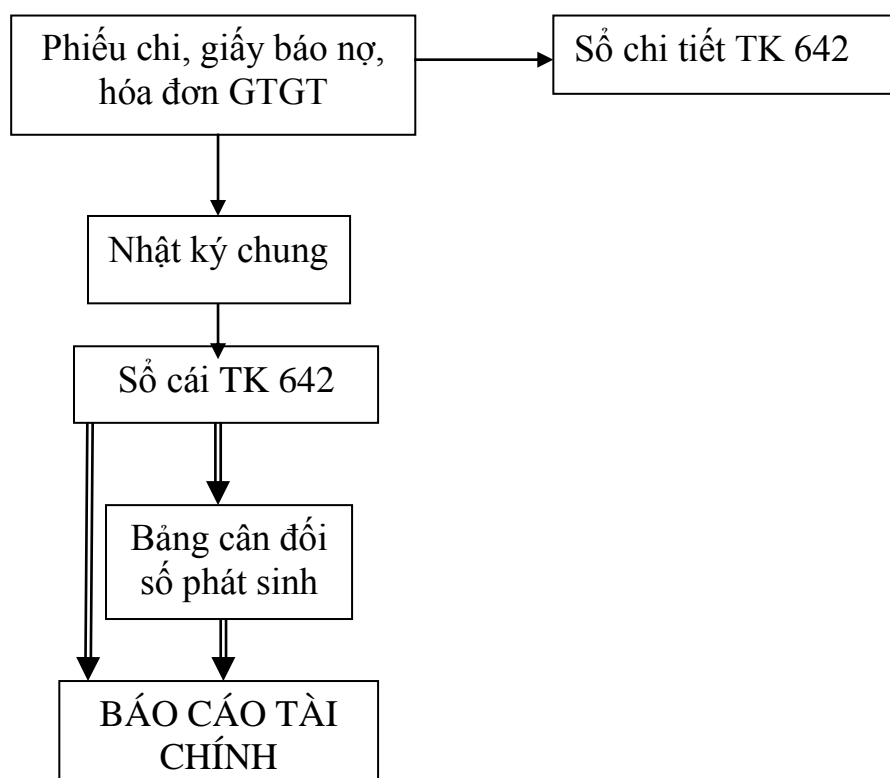 Phiếu chi, giấy báo nợ,
hóa đơn GTGT
Sổ chi tiết TK 642
Nhật ký chung
Sổ cái TK 642
Bảng cân đối
số phát sinh
BÁO CÁO TÀI
CHÍNH